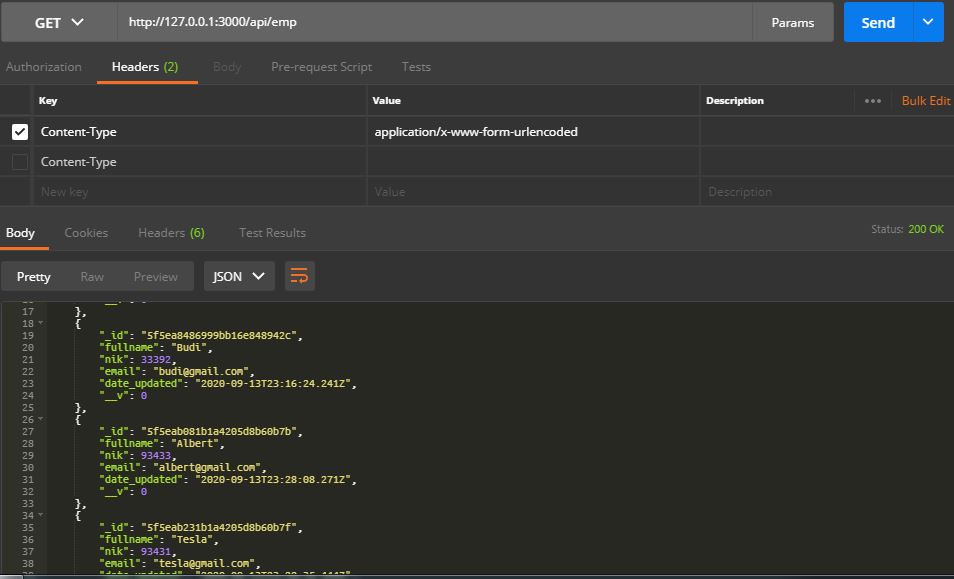 GET http://127.0.0.1:3000/api/emp Params Send
Authorization Headers (2) Body Pre-request Script Tests
Key Value Description ••• Bulk Edit
Content-Type application/x-www-form-urlencoded
Content-Type
New key Value Description
Body Cookies Headers (6) Test Results Status: 200 OK
Pretty Raw Preview JSON
17 },
18 {
19 "_id": "5f5ea8486999bb16e848942c",
20 "fullname": "Budi",
21 "nik": 33392,
22 "email": "budi@gmail.com",
23 "date_updated": "2020-09-13T23:16:24.241Z",
24 "__v": 0
25 },
26 {
27 "_id": "5f5eab081b1a4205d8b60b7b",
28 "fullname": "Albert",
29 "nik": 93433,
30 "email": "albert@gmail.com",
31 "date_updated": "2020-09-13T23:28:08.271Z",
32 "__v": 0
33 },
34 {
35 "_id": "5f5eab231b1a4205d8b60b7f",
36 "fullname": "Tesla",
37 "nik": 93431,
38 "email": "tesla@gmail.com",